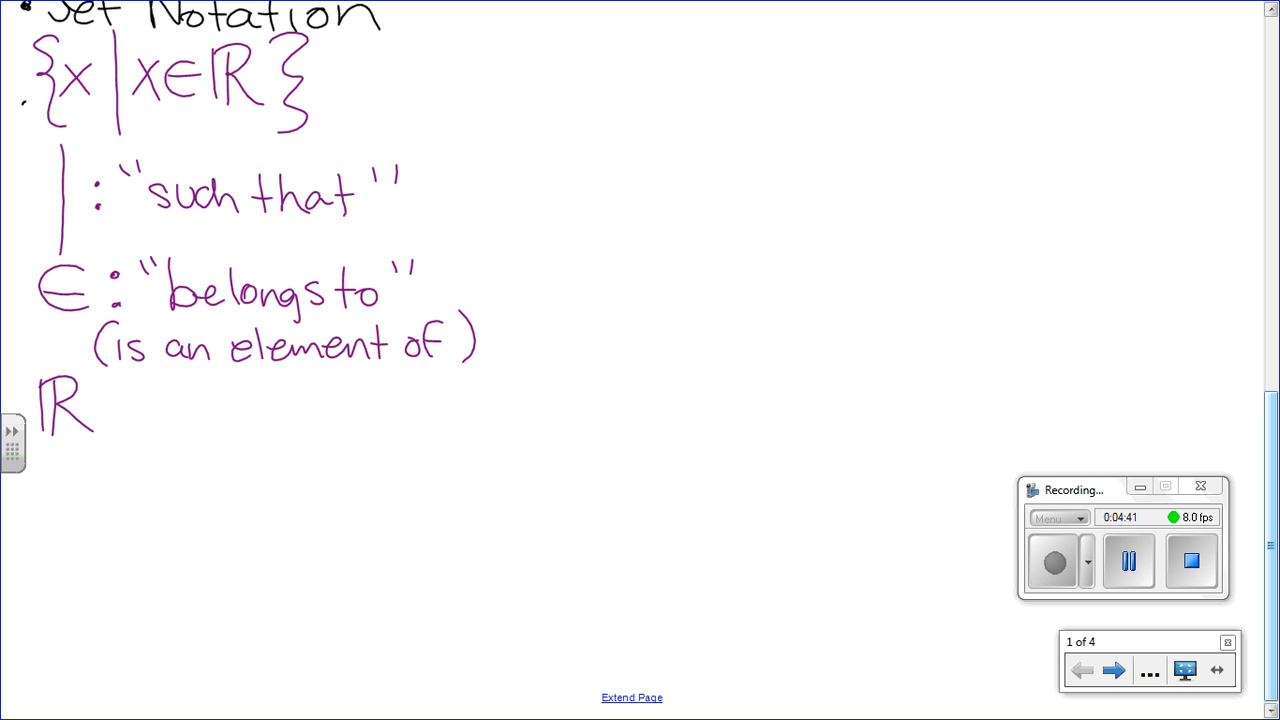 • Set Notation
{x | x ∈ ℝ}
| : "such that"
∈ : "belongs to"
(is an element of)
ℝ
Recording...
Menu
0:04:41
8.0 fps
1 of 4
...
Extend Page